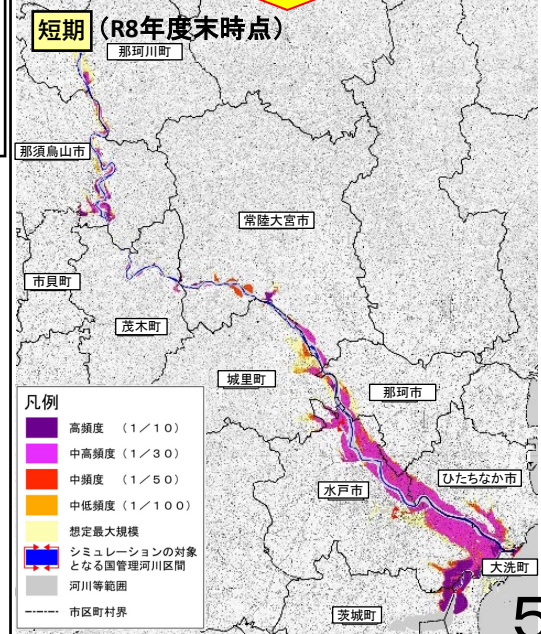 短期 (R8年度末時点)
那珂川町
那須烏山市
常陸大宮市
市貝町
茂木町
城里町
那珂市
ひたちなか市
水戸市
大洗町
茨城町
凡例
高頻度 (1/10)
中高頻度 (1/30)
中頻度 (1/50)
中低頻度 (1/100)
想定最大規模
シミュレーションの対象
となる国管理河川区間
河川等範囲
市区町村界
5